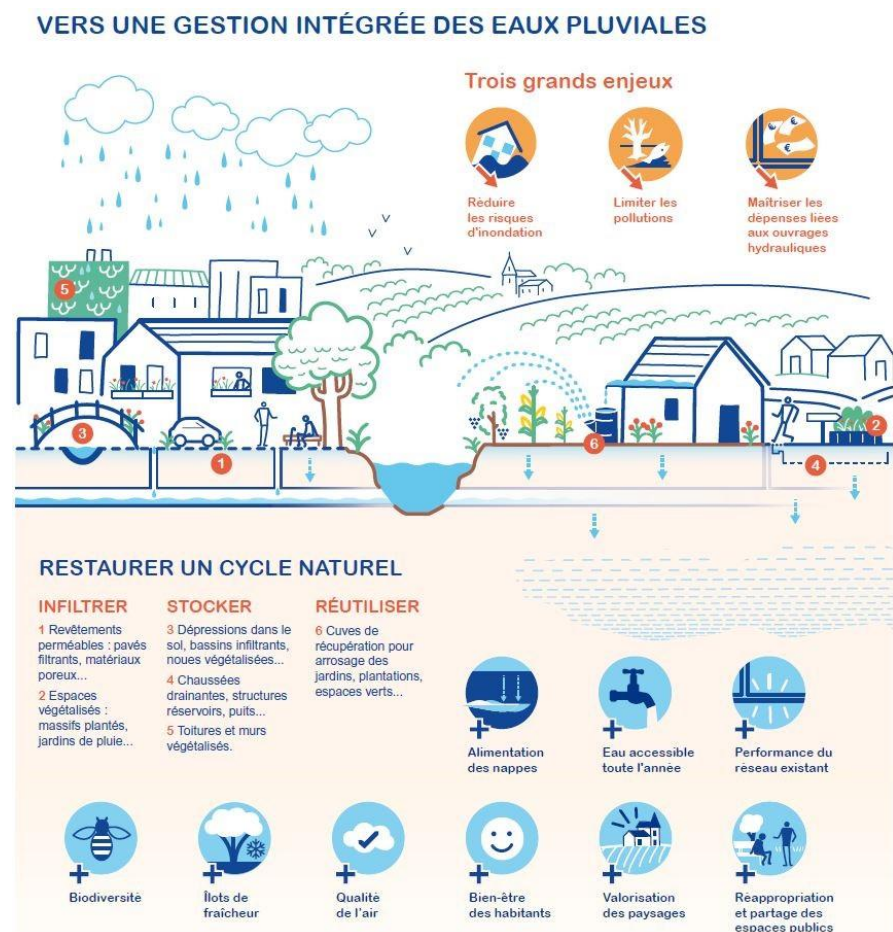 VERS UNE GESTION INTÉGRÉE DES EAUX PLUVIALES
Trois grands enjeux
Réduire
les risques
d'inondation
Limiter les
pollutions
Maîtriser les
dépenses liées
aux ouvrages
hydrauliques
5
3
1
6
2
4
RESTAURER UN CYCLE NATUREL
INFILTRER
1 Revêtements
perméables : pavés
filtrants, matériaux
poreux...
2 Espaces
végétalisés :
massifs plantés,
jardins de pluie...
STOCKER
3 Dépressions dans le
sol, bassins infiltrants,
noues végétalisées...
4 Chaussées
drainantes, structures
réservoirs, puits...
5 Toitures et murs
végétalisés.
RÉUTILISER
6 Cuves de
récupération pour
arrosage des
jardins, plantations,
espaces verts...
Alimentation
des nappes
Eau accessible
toute l'année
Performance du
réseau existant
Biodiversité
Îlots de
fraîcheur
Qualité
de l'air
Bien-être
des habitants
Valorisation
des paysages
Réappropriation
et partage des
espaces publics